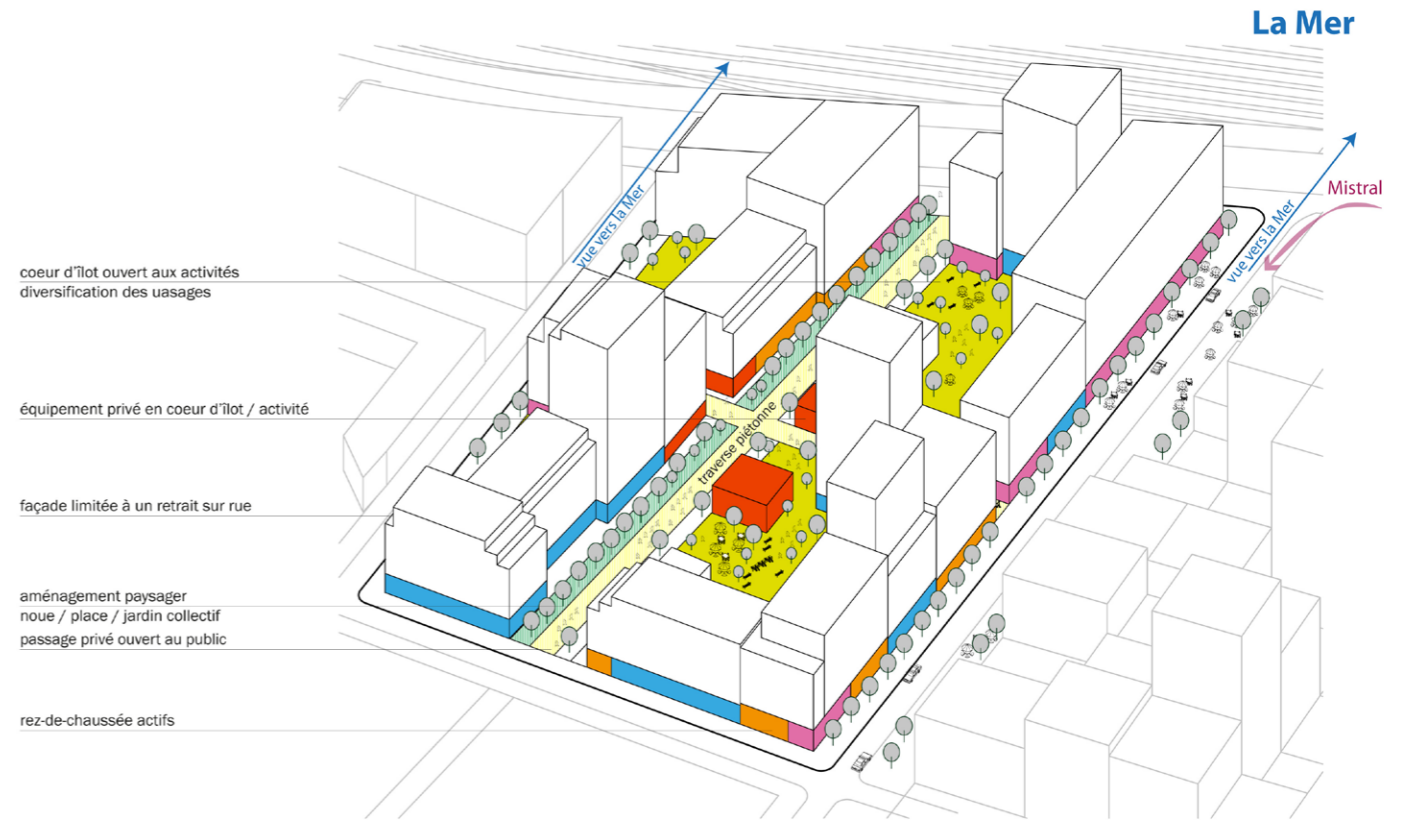 La Mer
Mistral
vue vers la Mer
vue vers la Mer
coeur d'îlot ouvert aux activités
diversification des uasages
équipement privé en coeur d'îlot / activité
traverse piétonne
façade limitée à un retrait sur rue
aménagement paysager
noue / place / jardin collectif
passage privé ouvert au public
rez-de-chaussée actifs